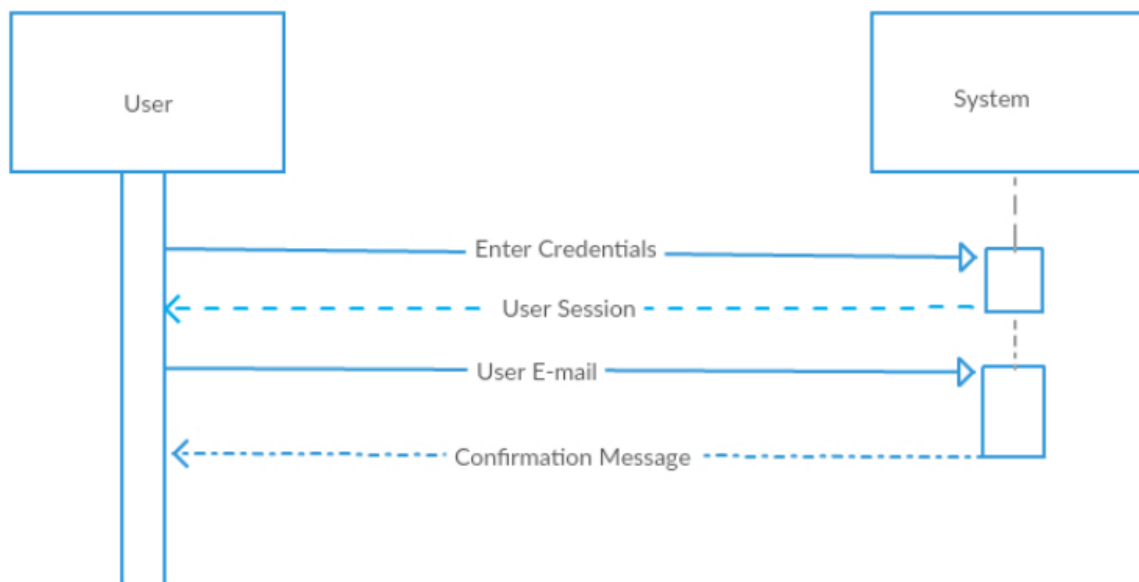 User
System
Enter Credentials
User Session
User E-mail
Confirmation Message